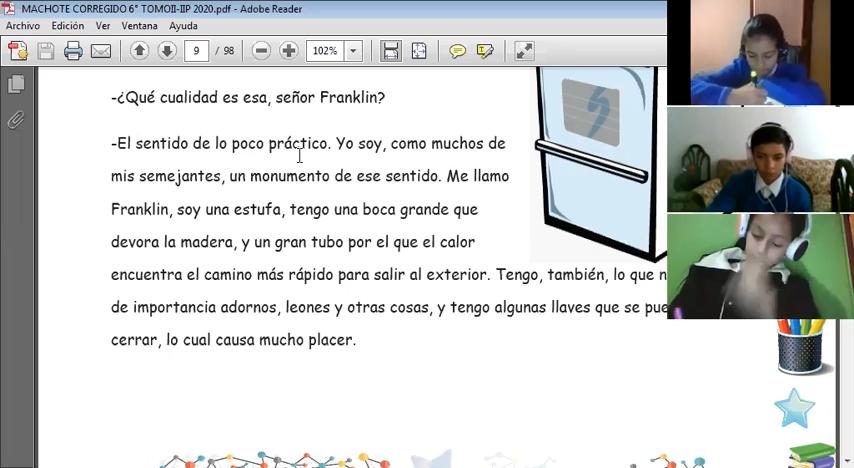 MACHOTE CORREGIDO 6° TOMOII-IIP 2020.pdf - Adobe Reader
Archivo Edición Ver Ventana Ayuda
9 / 98 102%
-¿Qué cualidad es esa, señor Franklin?
-El sentido de lo poco práctico. Yo soy, como muchos de
mis semejantes, un monumento de ese sentido. Me llamo
Franklin, soy una estufa, tengo una boca grande que
devora la madera, y un gran tubo por el que el calor
encuentra el camino más rápido para salir al exterior. Tengo, también, lo que
de importancia adornos, leones y otras cosas, y tengo algunas llaves que se
cerrar, lo cual causa mucho placer.